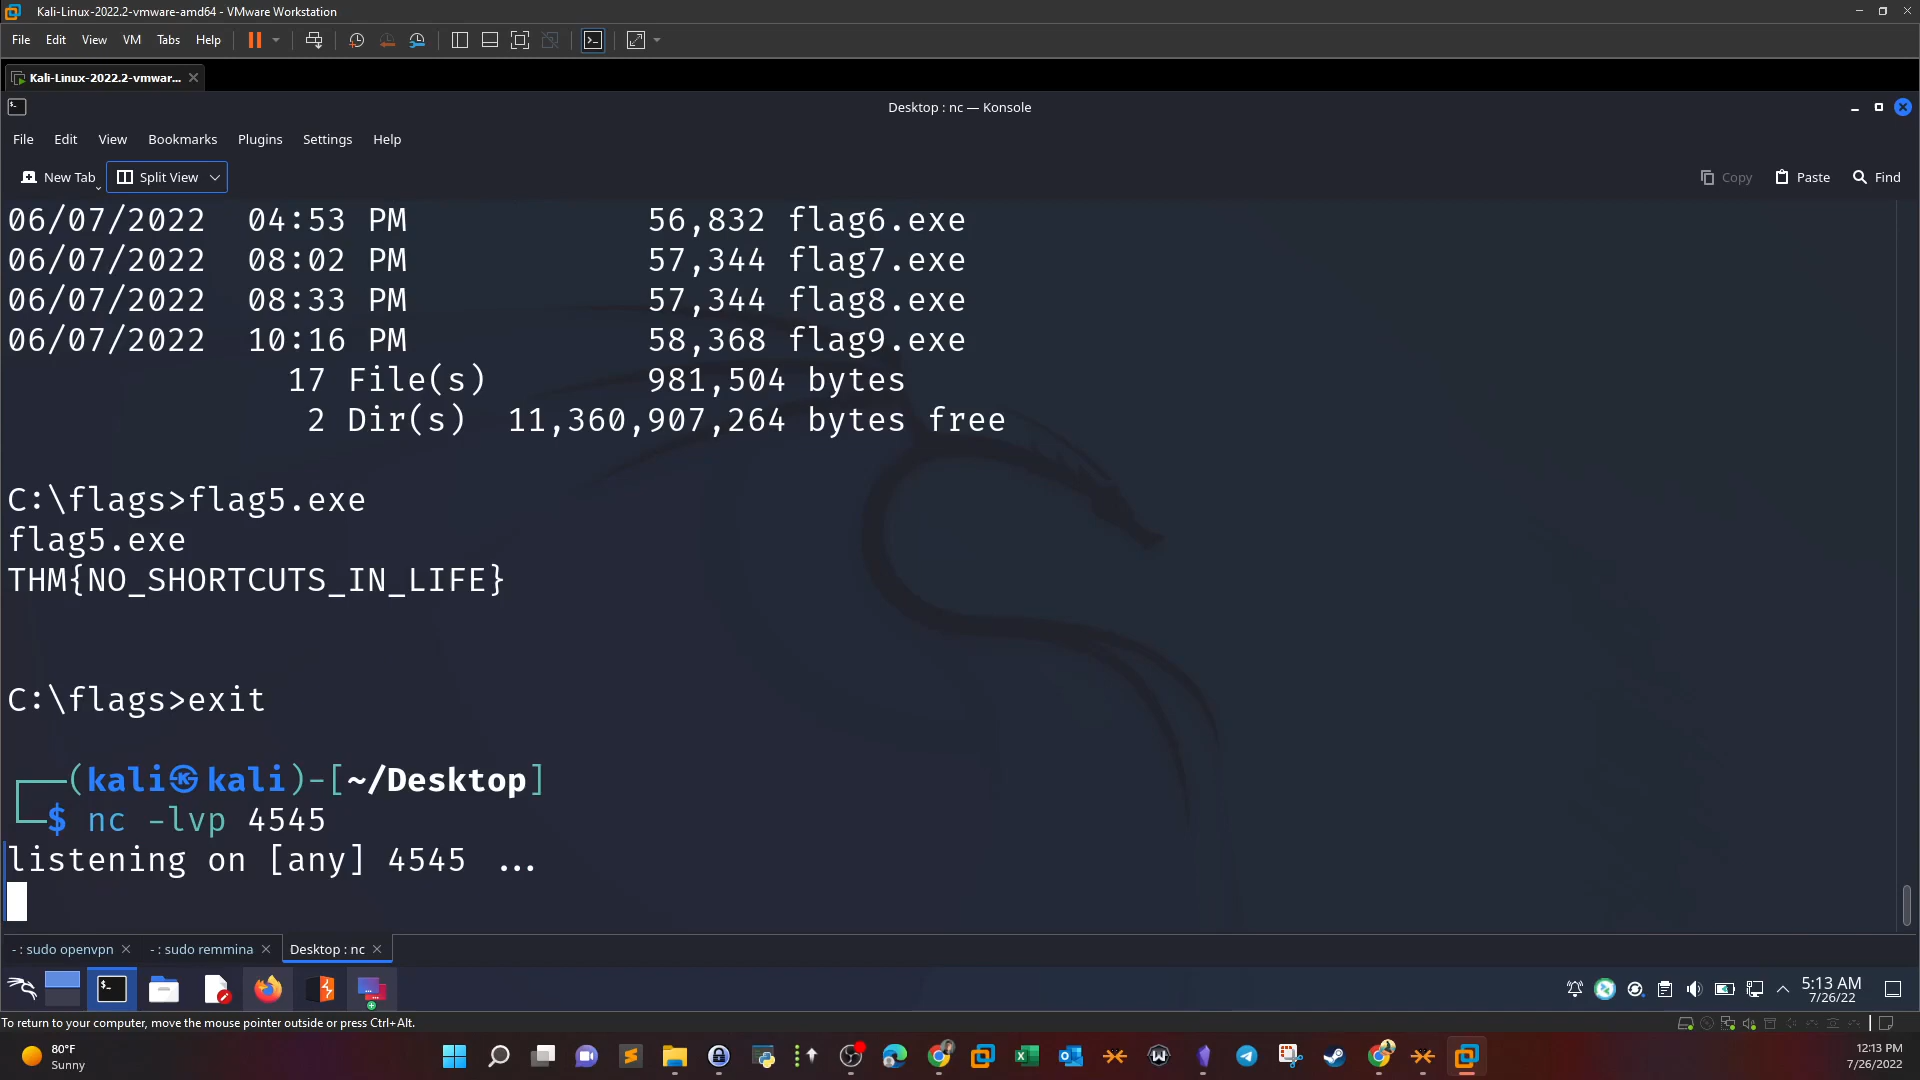 Kali-Linux-2022.2-vmware-amd64 - VMware Workstation
File Edit View VM Tabs Help
Kali-Linux-2022.2-vmwar...
Desktop : nc — Konsole
File Edit View Bookmarks Plugins Settings Help
New Tab Split View Copy Paste Find
06/07/2022 04:53 PM 56,832 flag6.exe
06/07/2022 08:02 PM 57,344 flag7.exe
06/07/2022 08:33 PM 57,344 flag8.exe
06/07/2022 10:16 PM 58,368 flag9.exe
17 File(s) 981,504 bytes
2 Dir(s) 11,360,907,264 bytes free
C:\flags>flag5.exe
flag5.exe
THM{NO_SHORTCUTS_IN_LIFE}
C:\flags>exit
┌──(kali㉿kali)-[~/Desktop]
└─$ nc -lvp 4545
listening on [any] 4545 ...
- : sudo openvpn - : sudo remmina Desktop : nc
5:13 AM
7/26/22
To return to your computer, move the mouse pointer outside or press Ctrl+Alt.
80°F
Sunny
12:13 PM
7/26/2022